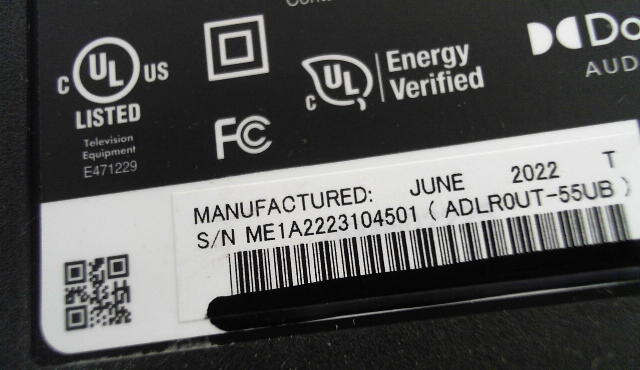 C UL US
LISTED
Television
Equipment
E471229
FC
C UL
Energy
Verified
AUD
MANUFACTURED: JUNE 2022 T
S/N ME1A2223104501 ( ADLR0UT-55UB )